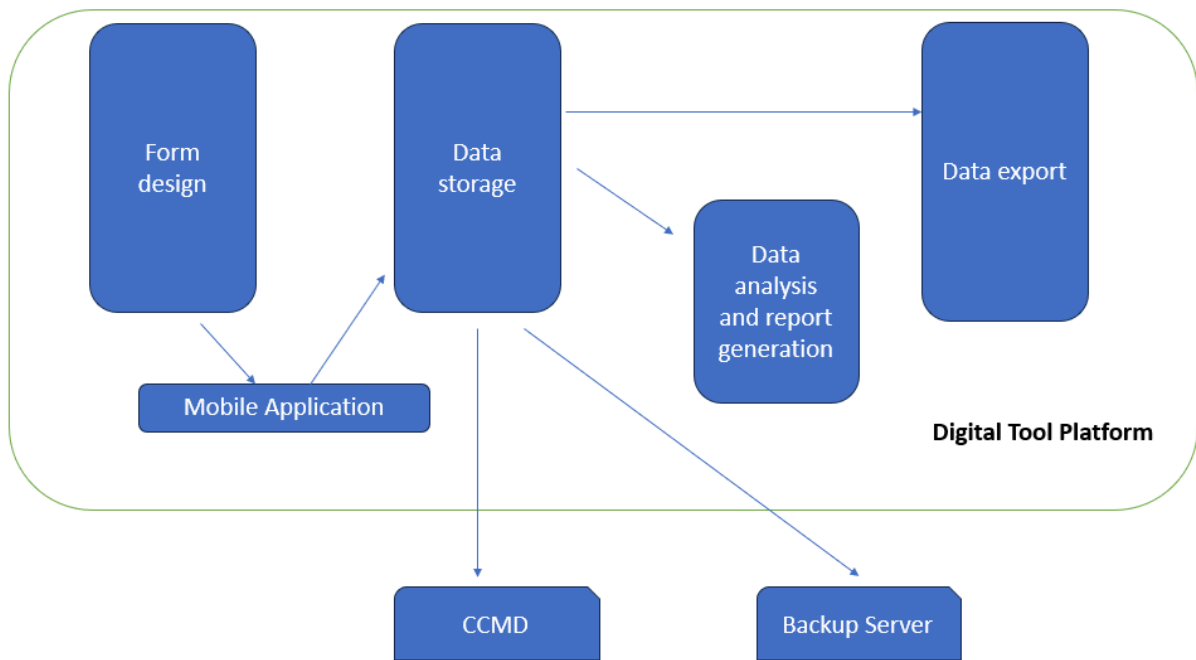 Form
design
Data
storage
Data export
Data
analysis
and report
generation
Mobile Application
Digital Tool Platform
CCMD
Backup Server